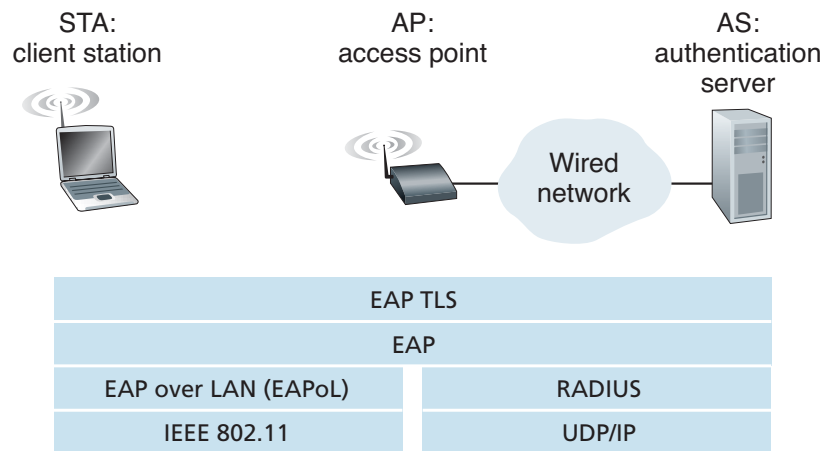 STA:
client station
AP:
access point
AS:
authentication
server
Wired
network
EAP TLS
EAP
EAP over LAN (EAPoL)
RADIUS
IEEE 802.11
UDP/IP